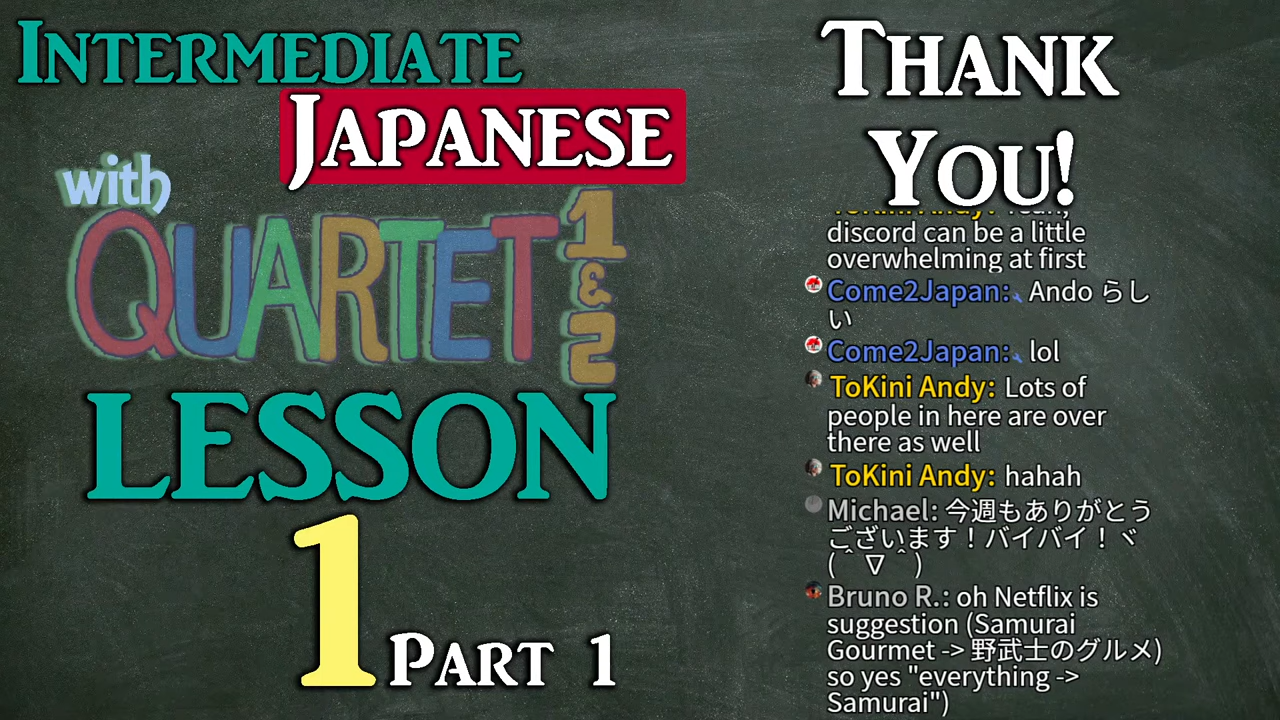 INTERMEDIATE
JAPANESE
with
QUARTET 1 & 2
LESSON
1 PART 1
THANK
YOU!
ToKini Andy: Yeah,
discord can be a little
overwhelming at first
Come2Japan: Ando らし
い
Come2Japan: lol
ToKini Andy: Lots of
people in here are over
there as well
ToKini Andy: hahah
Michael: 今週もありがとう
ございます！バイバイ！ヾ
(＾∇＾)
Bruno R.: oh Netflix is
suggestion (Samurai
Gourmet -> 野武士のグルメ)
so yes "everything ->
Samurai")